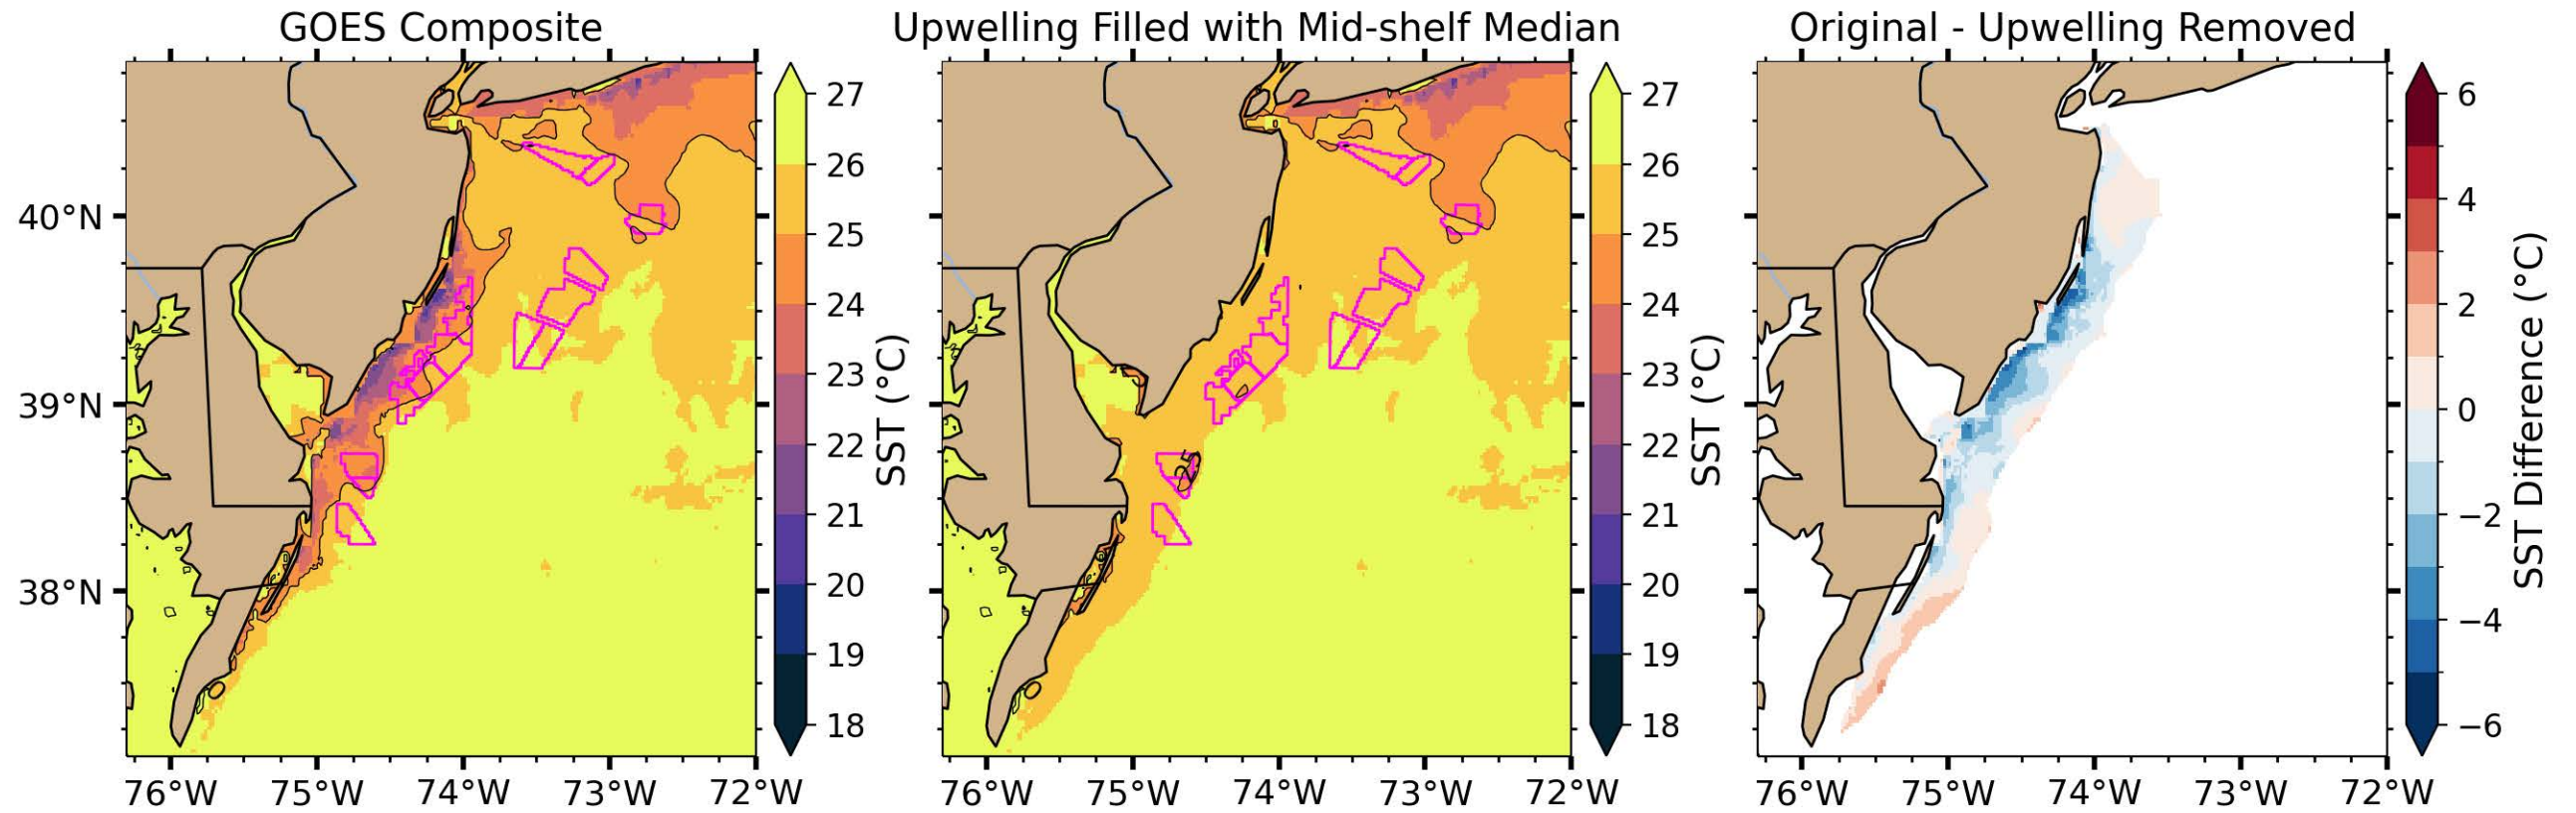 GOES Composite
Upwelling Filled with Mid-shelf Median
Original - Upwelling Removed
40°N
39°N
38°N
76°W 75°W 74°W 73°W 72°W
27
26
25
24
23
22
21
20
19
18
SST (°C)
76°W 75°W 74°W 73°W 72°W
27
26
25
24
23
22
21
20
19
18
SST (°C)
76°W 75°W 74°W 73°W 72°W
6
4
2
0
−2
−4
−6
SST Difference (°C)